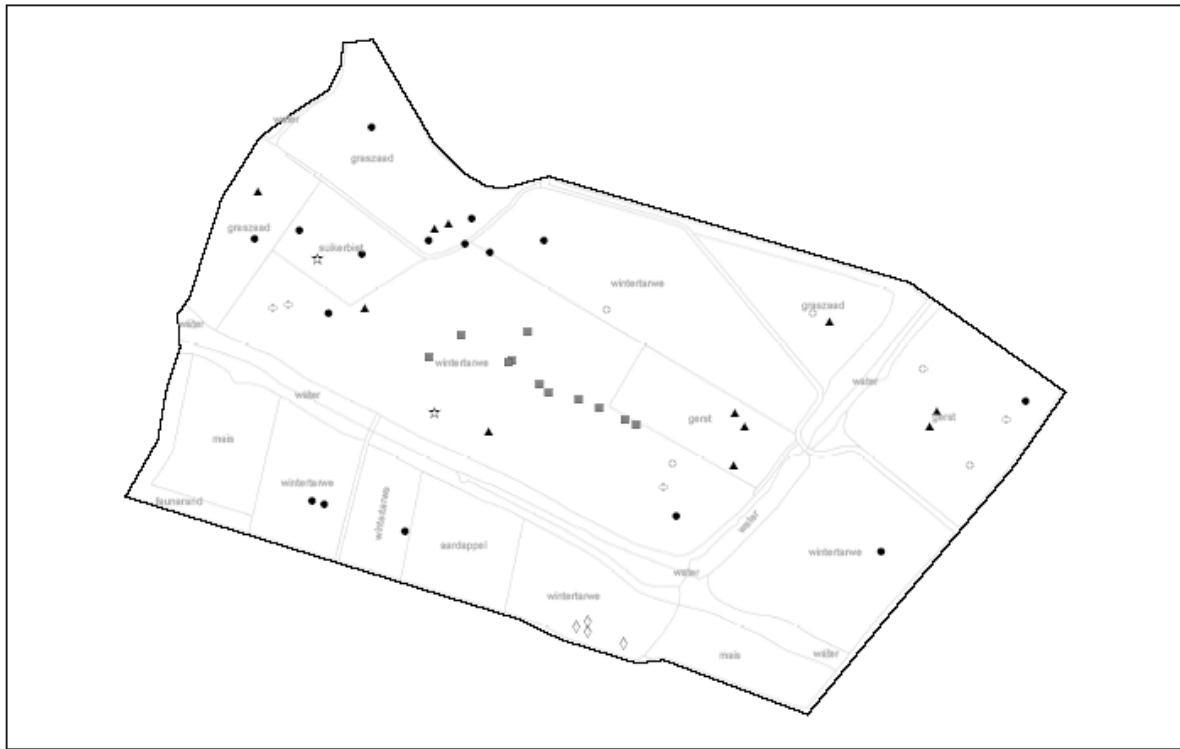 water
graszaad
graszaad
suikerbiet
wintertarwe
graszaad
water
wintertarwe
water
water
gerst
gerst
mais
wintertarwe
faunarand
wintertarwe
aardappel
water
wintertarwe
water
wintertarwe
mais
water